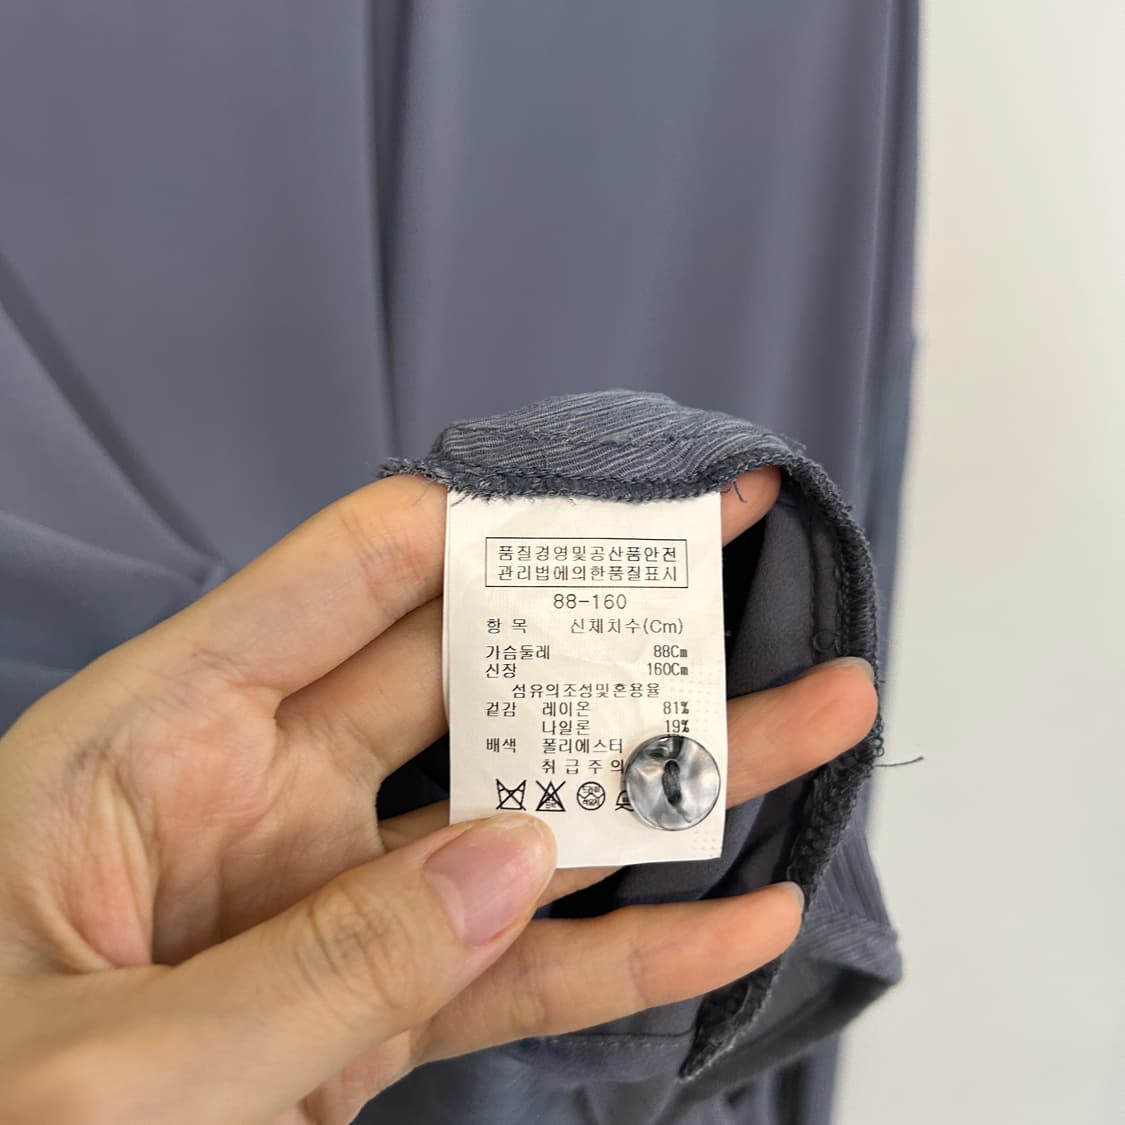 품질경영및공산품안전
관리법에의한품질표시
88-160
항 목 신체치수(Cm)
가슴둘레 88Cm
신장 160Cm
섬유의조성및혼용율
겉감 레이온 81%
나일론 19%
배색 폴리에스터
취 급 주 의